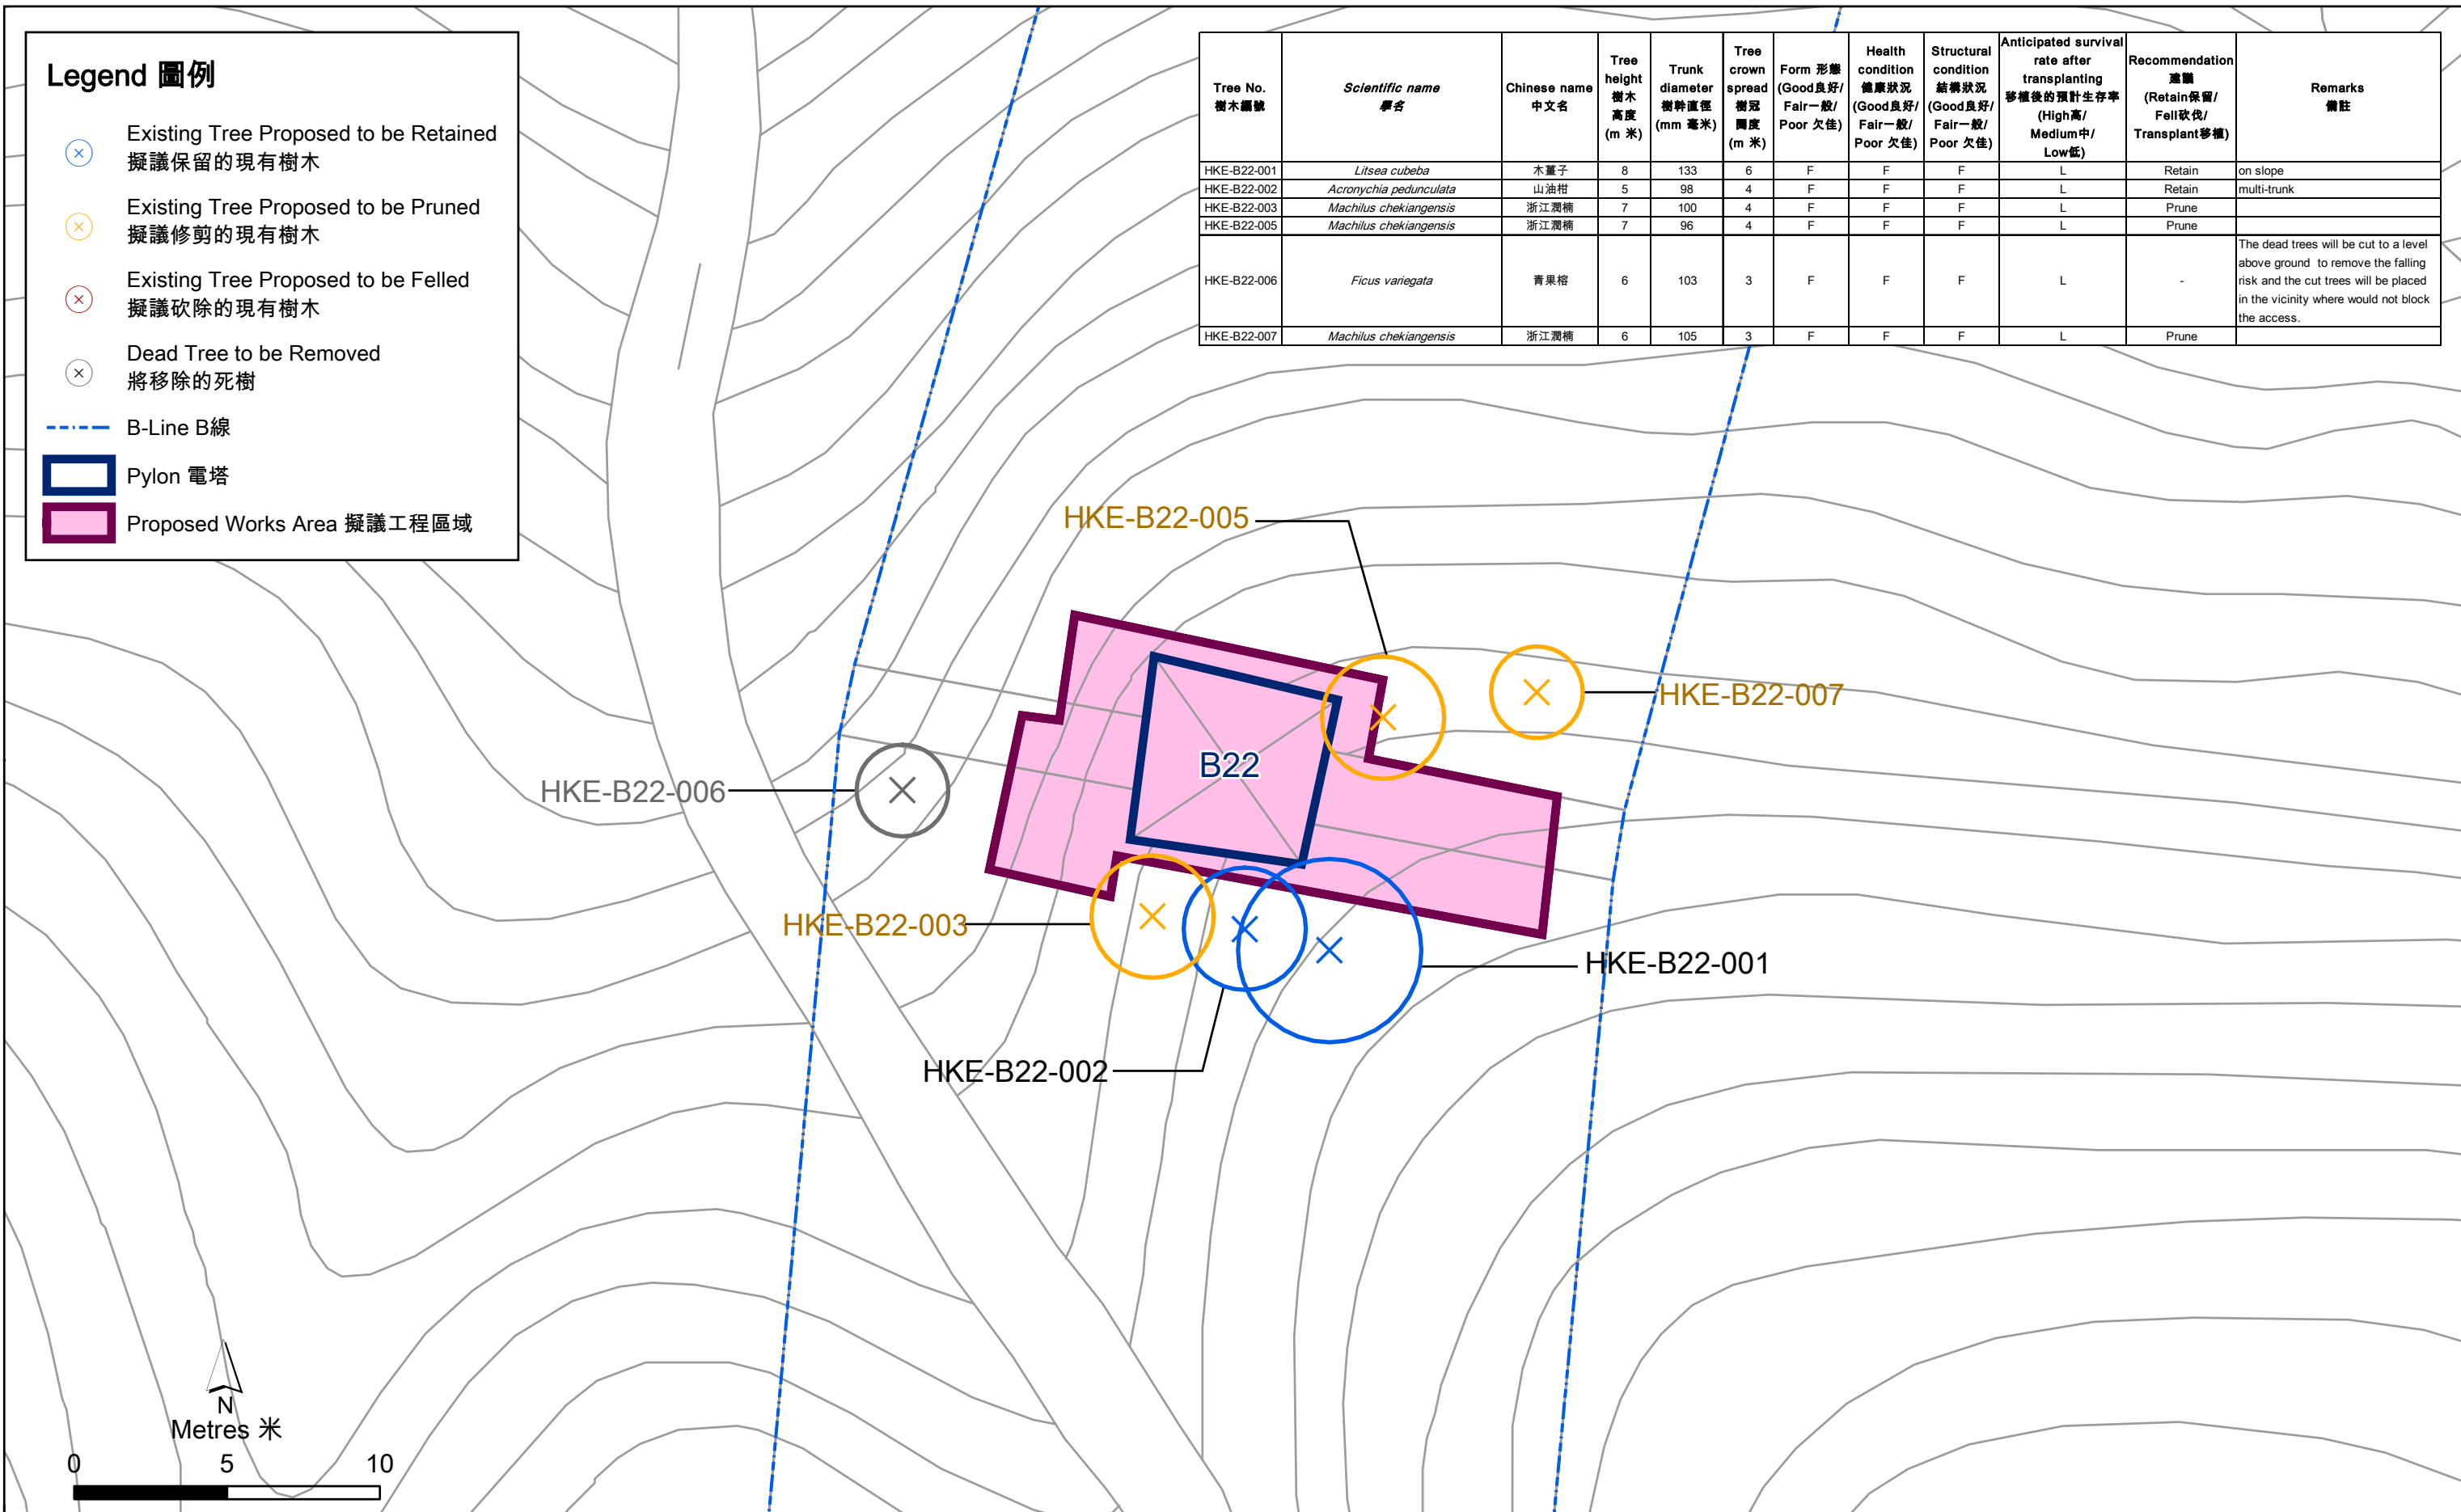 Legend 圖例
Existing Tree Proposed to be Retained
擬議保留的現有樹木
Existing Tree Proposed to be Pruned
擬議修剪的現有樹木
Existing Tree Proposed to be Felled
擬議砍除的現有樹木
Dead Tree to be Removed
將移除的死樹
B-Line B線
Pylon 電塔
Proposed Works Area 擬議工程區域
Tree No. 樹木編號 | Scientific name 學名 | Chinese name 中文名 | Tree height 樹木高度 (m 米) | Trunk diameter 樹幹直徑 (mm 毫米) | Tree crown spread 樹冠闊度 (m 米) | Form 形態 (Good良好/ Fair一般/ Poor 欠佳) | Health condition 健康狀況 (Good良好/ Fair一般/ Poor 欠佳) | Structural condition 結構狀況 (Good良好/ Fair一般/ Poor 欠佳) | Anticipated survival rate after transplanting 移植後的預計生存率 (High高/ Medium中/ Low低) | Recommendation 建議 (Retain保留/ Fell砍伐/ Transplant移植) | Remarks 備註
HKE-B22-001 Litsea cubeba 木薑子 8 133 6 F F F L Retain on slope
HKE-B22-002 Acronychia pedunculata 山油柑 5 98 4 F F F L Retain multi-trunk
HKE-B22-003 Machilus chekiangensis 浙江潤楠 7 100 4 F F F L Prune
HKE-B22-005 Machilus chekiangensis 浙江潤楠 7 96 4 F F F L Prune
HKE-B22-006 Ficus variegata 青果榕 6 103 3 F F F L - The dead trees will be cut to a level
above ground to remove the falling
risk and the cut trees will be placed
in the vicinity where would not block
the access.
HKE-B22-007 Machilus chekiangensis 浙江潤楠 6 105 3 F F F L Prune
HKE-B22-005
HKE-B22-007
B22
HKE-B22-006
HKE-B22-003
HKE-B22-001
HKE-B22-002
N
Metres 米
0 5 10